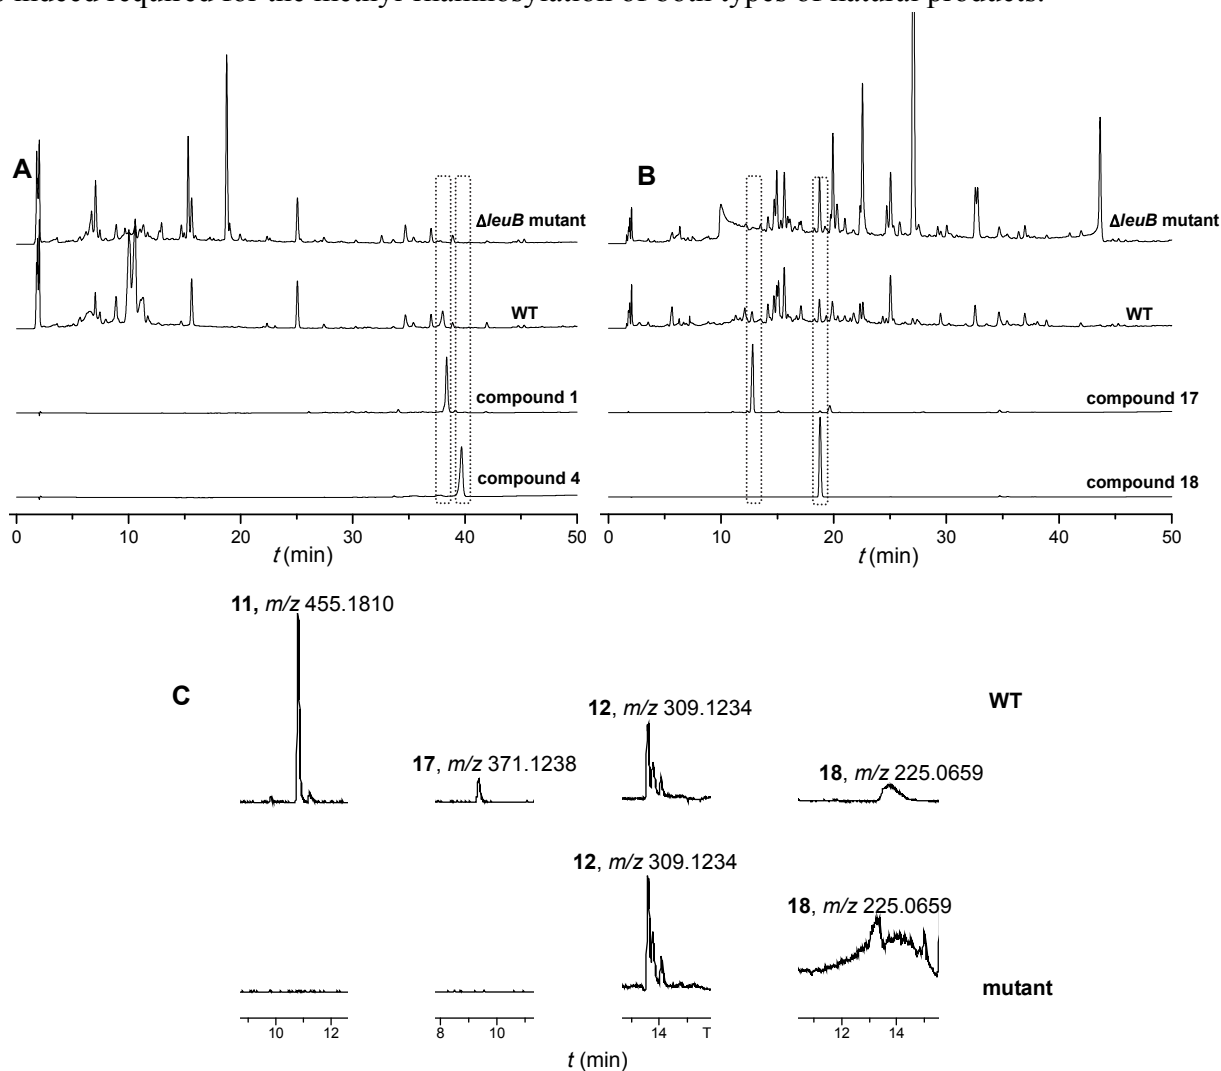 indeed required for the methyl-rhamnosylation of both types of natural products.
A
B
ΔleuB mutant
ΔleuB mutant
WT
WT
compound 1
compound 17
compound 4
compound 18
0 10 20 30 40 50
0 10 20 30 40 50
t (min)
t (min)
11, m/z 455.1810
C
WT
12, m/z 309.1234
17, m/z 371.1238
18, m/z 225.0659
12, m/z 309.1234
18, m/z 225.0659
mutant
10 12
8 10
14 T
12 14
t (min)